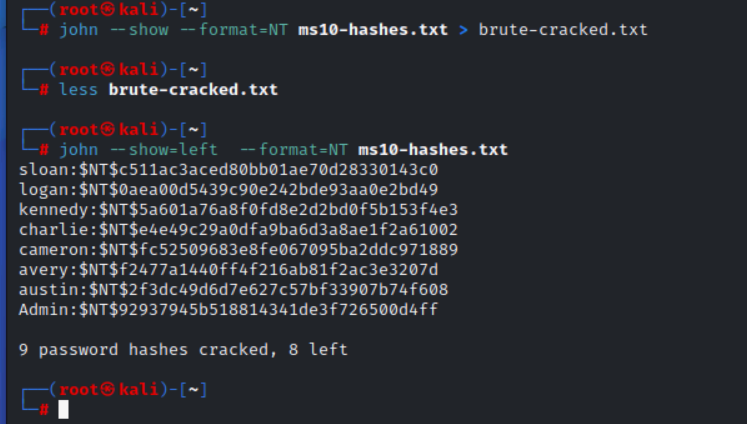 ┌──(root㉿kali)-[~]
└─# john --show --format=NT ms10-hashes.txt > brute-cracked.txt
┌──(root㉿kali)-[~]
└─# less brute-cracked.txt
┌──(root㉿kali)-[~]
└─# john --show=left  --format=NT ms10-hashes.txt
sloan:$NT$c511ac3aced80bb01ae70d28330143c0
logan:$NT$0aea00d5439c90e242bde93aa0e2bd49
kennedy:$NT$5a601a76a8f0fd8e2d2bd0f5b153f4e3
charlie:$NT$e4e49c29a0dfa9ba6d3a8ae1f2a61002
cameron:$NT$fc52509683e8fe067095ba2ddc971889
avery:$NT$f2477a1440ff4f216ab81f2ac3e3207d
austin:$NT$2f3dc49d6d7e627c57bf33907b74f608
Admin:$NT$92937945b518814341de3f726500d4ff
9 password hashes cracked, 8 left
┌──(root㉿kali)-[~]
└─#